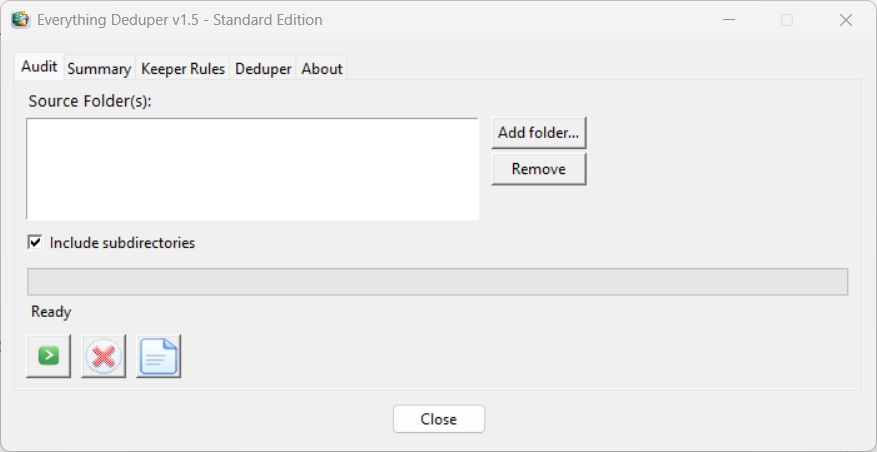 Everything Deduper v1.5 - Standard Edition
Audit Summary Keeper Rules Deduper About
Source Folder(s):
Add folder...
Remove
Include subdirectories
Ready
Close